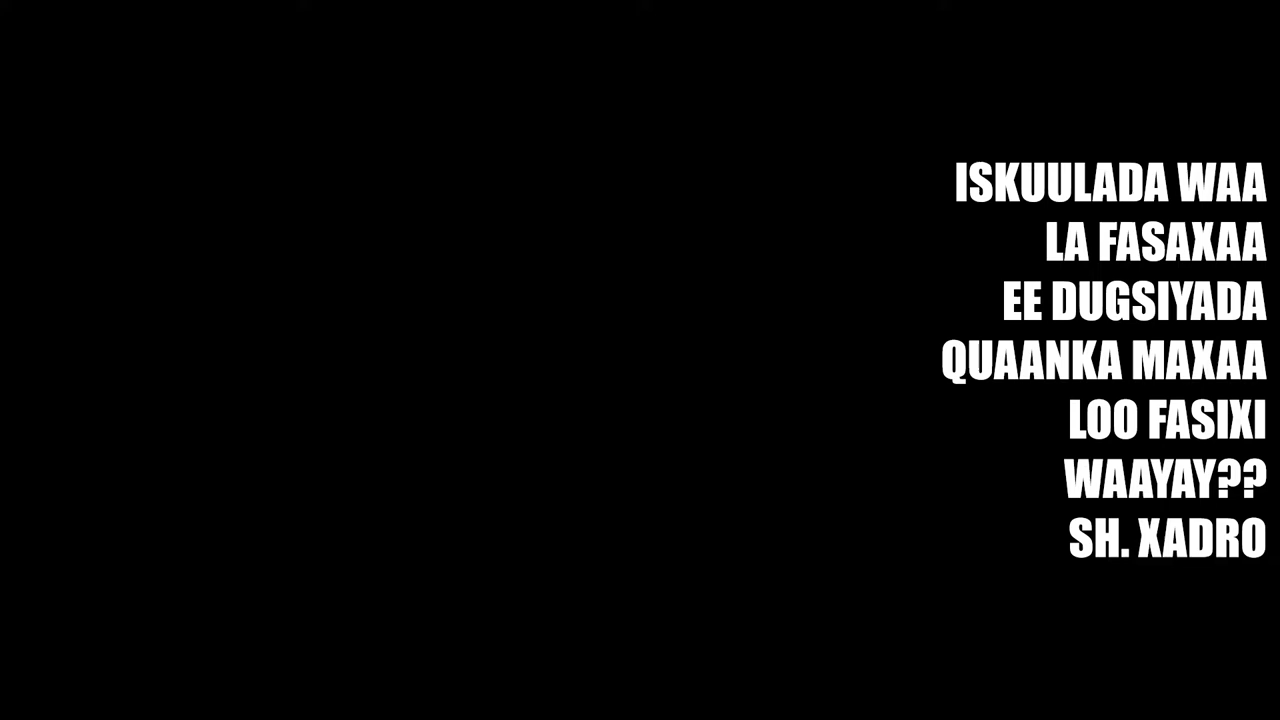 ISKUULADA WAA
LA FASAXAA
EE DUGSIYADA
QUAANKA MAXAA
LOO FASIXI
WAAYAY??
SH. XADRO